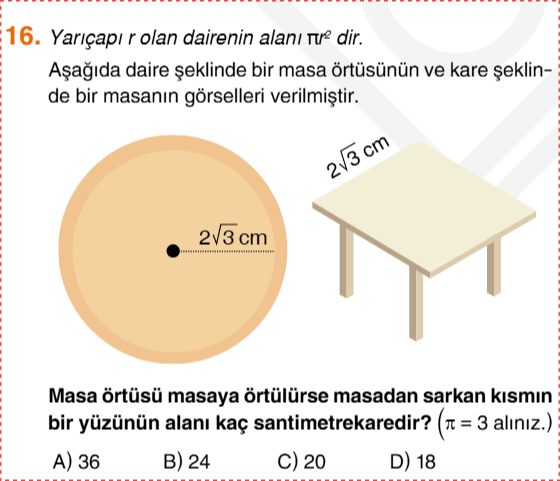 16. Yarıçapı r olan dairenin alanı πr² dir.
Aşağıda daire şeklinde bir masa örtüsünün ve kare şeklin-
de bir masanın görselleri verilmiştir.
2√3 cm
2√3 cm
Masa örtüsü masaya örtülürse masadan sarkan kısmın
bir yüzünün alanı kaç santimetrekaredir? (π = 3 alınız.)
A) 36 B) 24 C) 20 D) 18